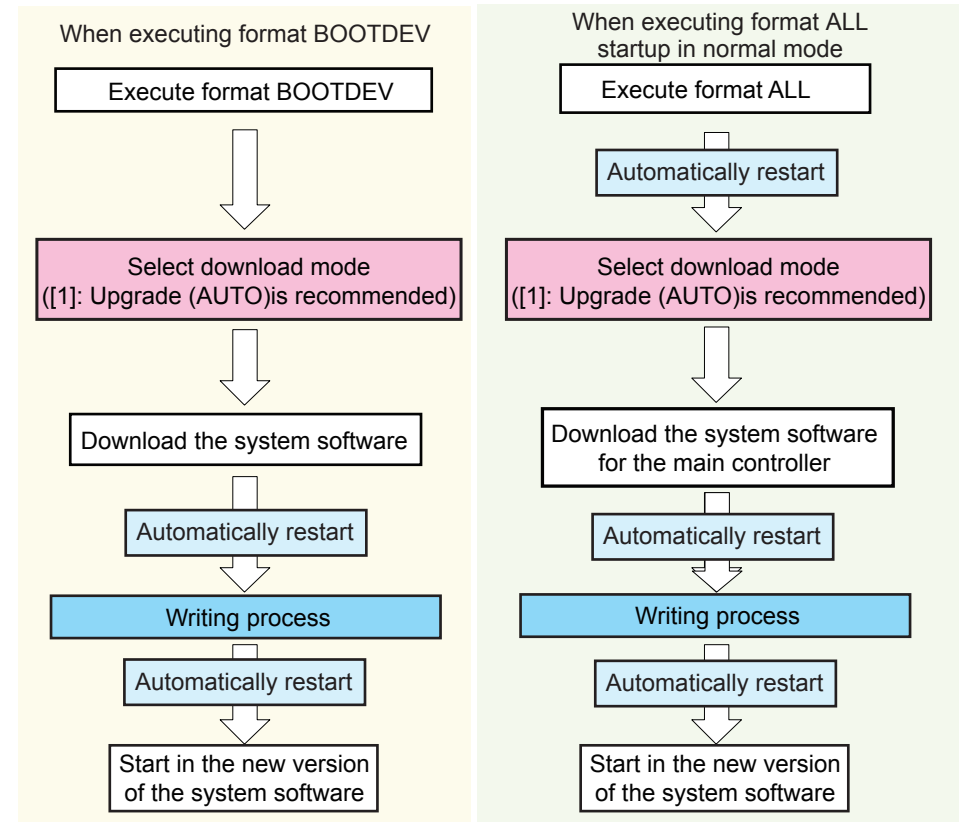 When executing format BOOTDEV
Execute format BOOTDEV
Select download mode
([1]: Upgrade (AUTO)is recommended)
Download the system software
Automatically restart
Writing process
Automatically restart
Start in the new version
of the system software
When executing format ALL
startup in normal mode
Execute format ALL
Automatically restart
Select download mode
([1]: Upgrade (AUTO)is recommended)
Download the system software
for the main controller
Automatically restart
Writing process
Automatically restart
Start in the new version
of the system software